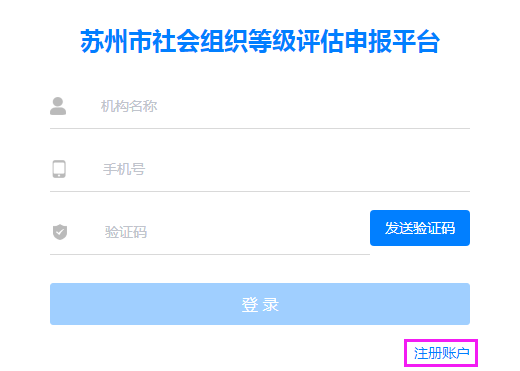 苏州市社会组织等级评估申报平台
机构名称
手机号
验证码
发送验证码
登录
注册账户